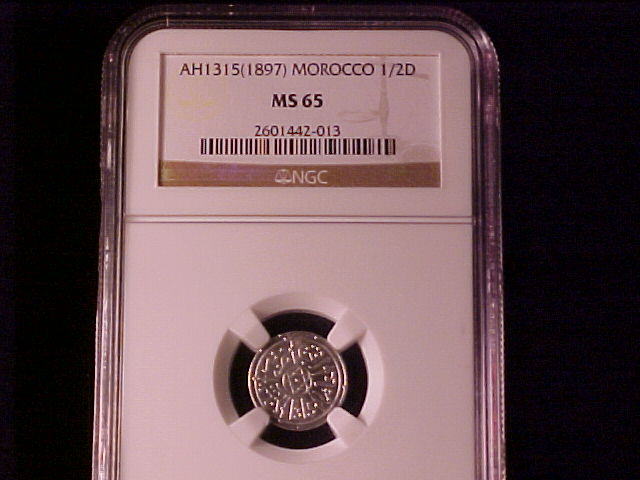 AH1315(1897) MOROCCO 1/2D
MS 65
2601442-013
NGC